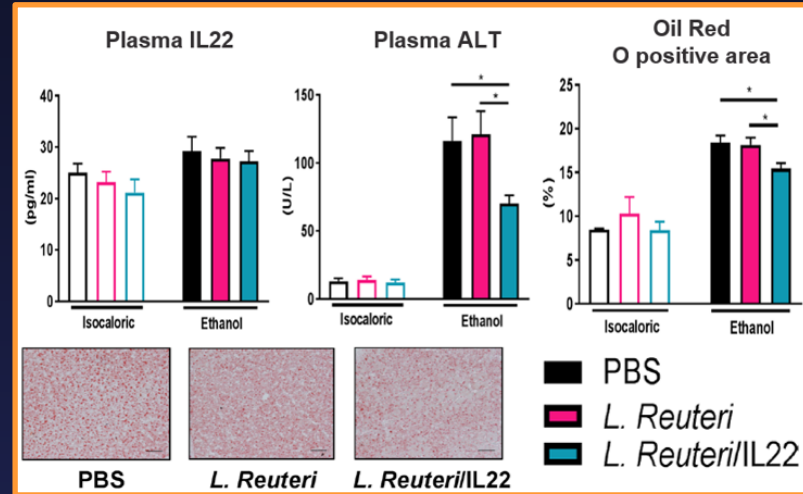 Plasma IL22
Plasma ALT
Oil Red
O positive area
40
30
20
10
0
(pg/ml)
Isocaloric
Ethanol
150
100
50
0
(U/L)
*
*
Isocaloric
Ethanol
25
20
15
10
5
0
(%)
*
*
Isocaloric
Ethanol
PBS
L. Reuteri
L. Reuteri/IL22
PBS
L. Reuteri
L. Reuteri/IL22